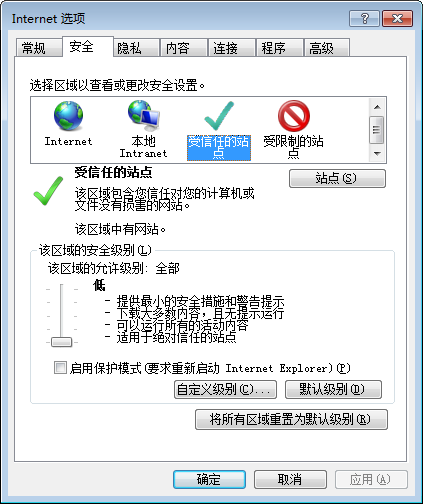 Internet 选项
常规 安全 隐私 内容 连接 程序 高级
选择区域以查看或更改安全设置。
Internet 本地 受信任的站 受限制的站
Intranet 点 点
受信任的站点
站点(S)
该区域包含您信任对您的计算机或
文件没有损害的网站。
该区域中有网站。
该区域的安全级别(L)
该区域的允许级别: 全部
低
- 提供最小的安全措施和警告提示
- 下载大多数内容，且无提示运行
- 可以运行所有的活动内容
- 适用于绝对信任的站点
启用保护模式(要求重新启动 Internet Explorer)(P)
自定义级别(C)... 默认级别(D)
将所有区域重置为默认级别(R)
确定 取消 应用(A)